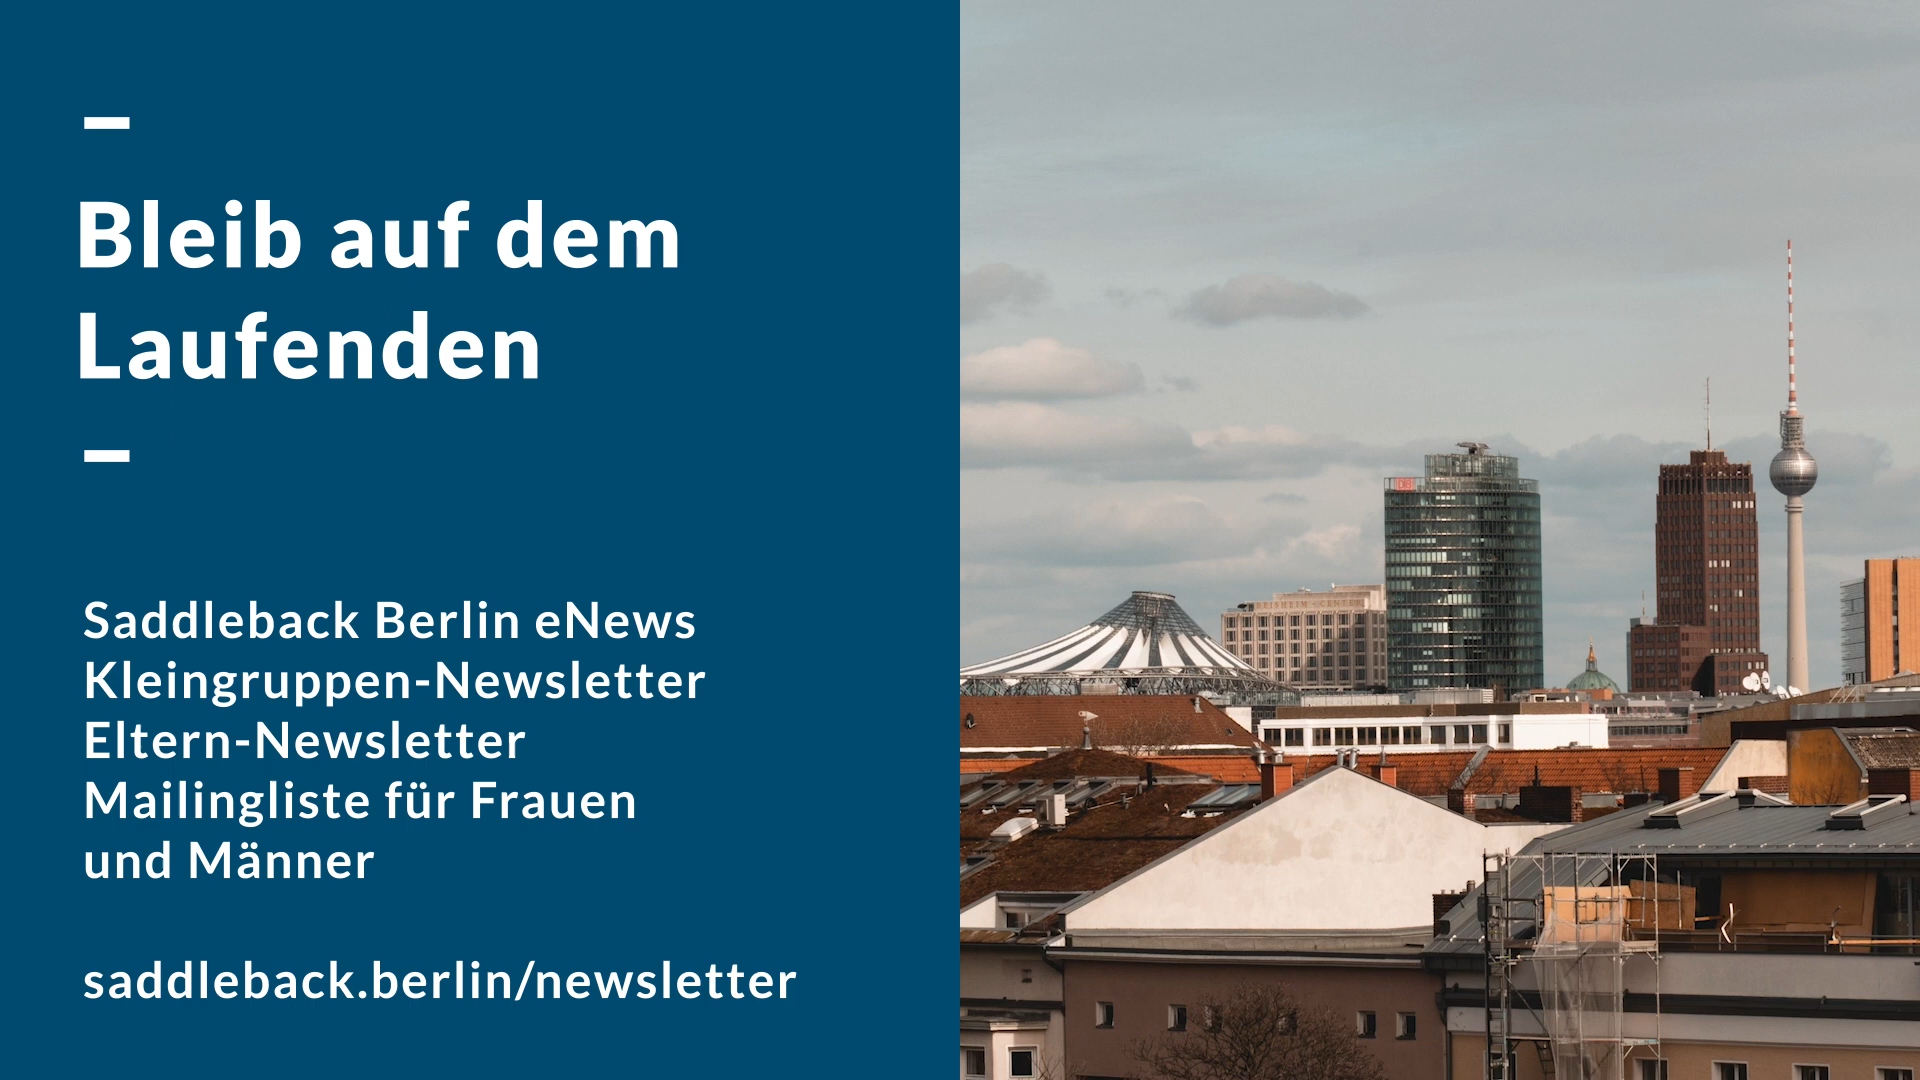 Bleib auf dem
Laufenden
Saddleback Berlin eNews
Kleingruppen-Newsletter
Eltern-Newsletter
Mailingliste für Frauen
und Männer
saddleback.berlin/newsletter
DB